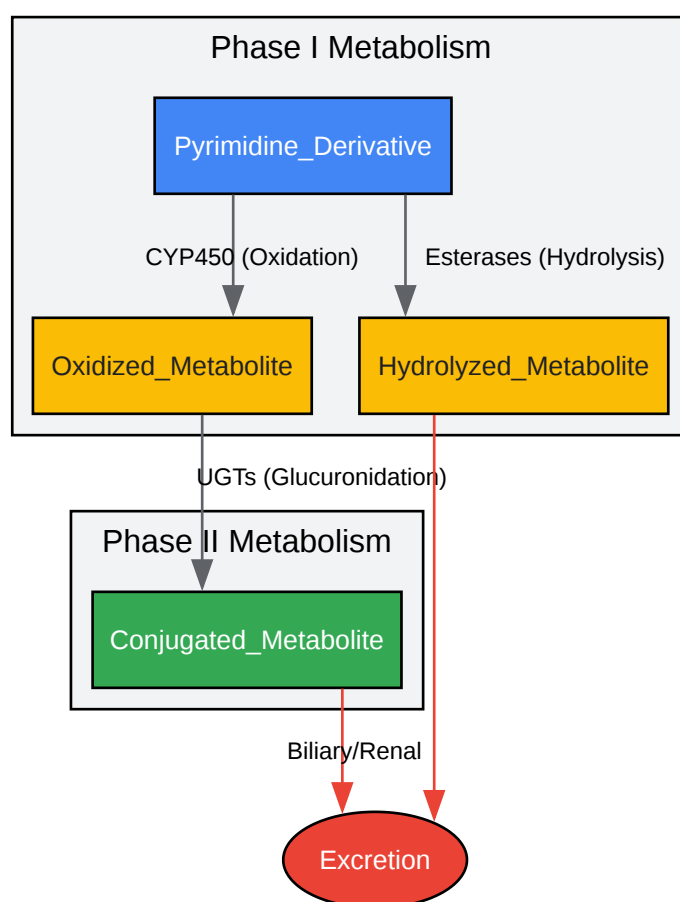 Phase I Metabolism
Pyrimidine_Derivative
CYP450 (Oxidation)
Esterases (Hydrolysis)
Oxidized_Metabolite
Hydrolyzed_Metabolite
UGTs (Glucuronidation)
Phase II Metabolism
Conjugated_Metabolite
Biliary/Renal
Excretion